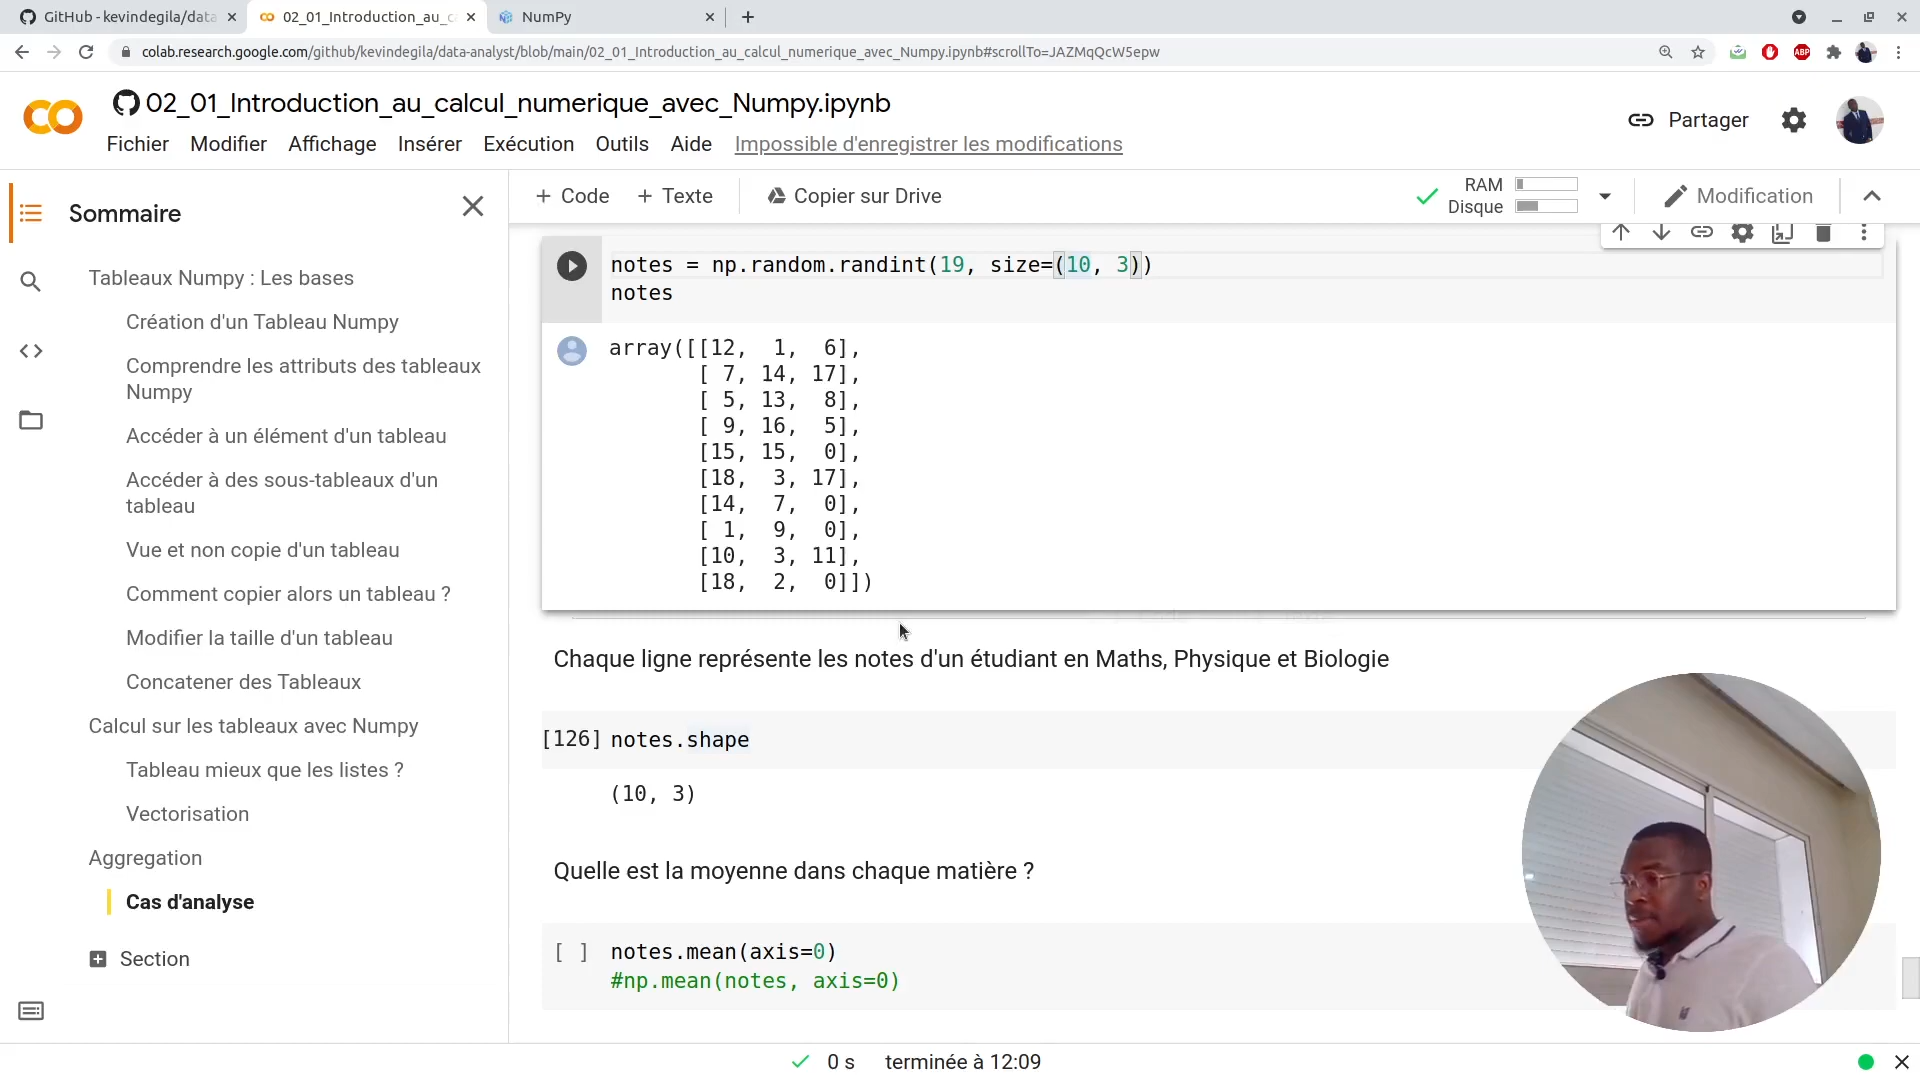 GitHub - kevindegila/data
02_01_Introduction_au_c
NumPy
colab.research.google.com/github/kevindegila/data-analyst/blob/main/02_01_Introduction_au_calcul_numerique_avec_Numpy.ipynb#scrollTo=JAZMqQcW5epw
ABP
02_01_Introduction_au_calcul_numerique_avec_Numpy.ipynb
Partager
Fichier Modifier Affichage Insérer Exécution Outils Aide Impossible d'enregistrer les modifications
Sommaire
+ Code + Texte Copier sur Drive
RAM
Disque
Modification
Tableaux Numpy : Les bases
Création d'un Tableau Numpy
Comprendre les attributs des tableaux
Numpy
Accéder à un élément d'un tableau
Accéder à des sous-tableaux d'un
tableau
Vue et non copie d'un tableau
Comment copier alors un tableau ?
Modifier la taille d'un tableau
Concatener des Tableaux
Calcul sur les tableaux avec Numpy
Tableau mieux que les listes ?
Vectorisation
Aggregation
Cas d'analyse
Section
notes = np.random.randint(19, size=(10, 3))
notes
array([[12,  1,  6],
[ 7, 14, 17],
[ 5, 13,  8],
[ 9, 16,  5],
[15, 15,  0],
[18,  3, 17],
[14,  7,  0],
[ 1,  9,  0],
[10,  3, 11],
[18,  2,  0]])
Chaque ligne représente les notes d'un étudiant en Maths, Physique et Biologie
[126] notes.shape
(10, 3)
Quelle est la moyenne dans chaque matière ?
[ ] notes.mean(axis=0)
#np.mean(notes, axis=0)
0 s terminée à 12:09